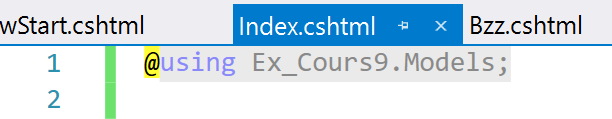 wStart.cshtml Index.cshtml Bzz.cshtml
1 @using Ex_Cours9.Models;
2